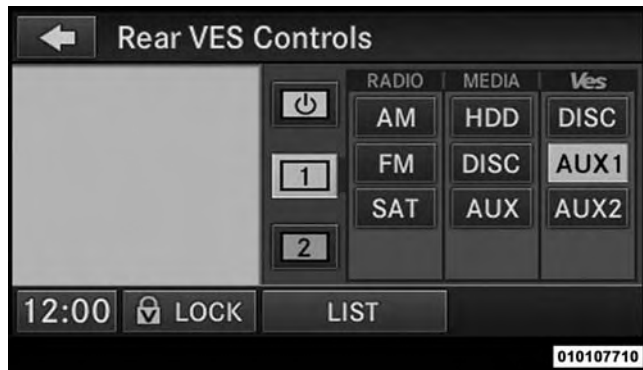 Rear VES Controls
RADIO MEDIA Ves
AM HDD DISC
1 FM DISC AUX1
SAT AUX AUX2
2
12:00 LOCK LIST
010107710